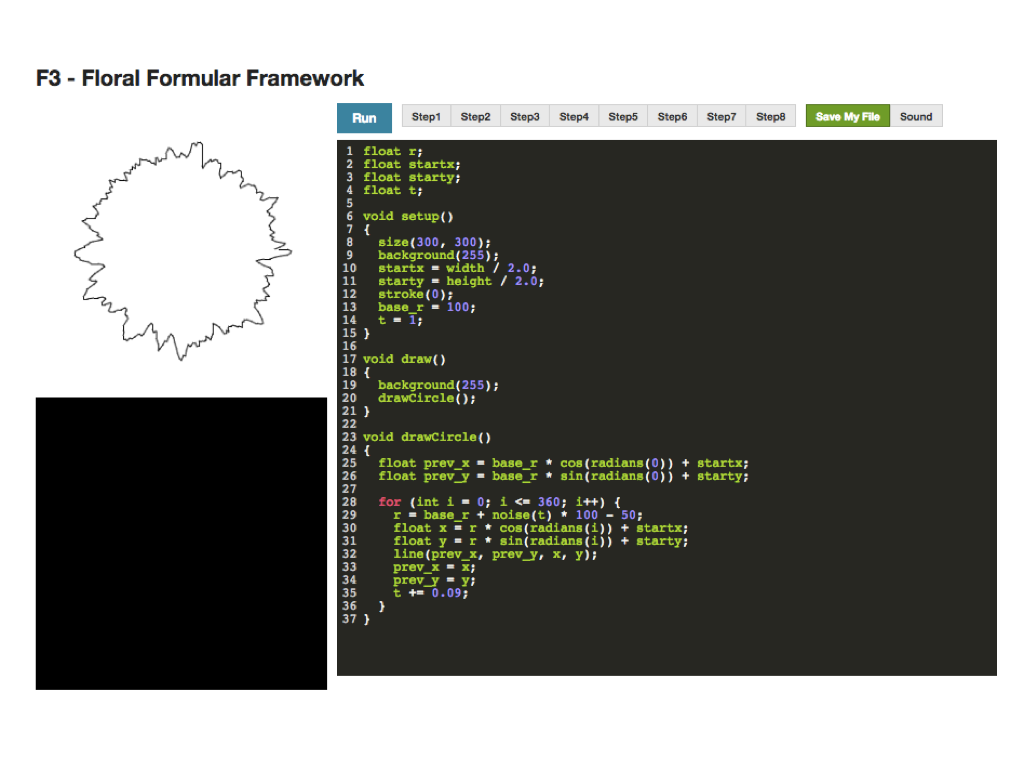 F3 - Floral Formular Framework
Run Step1 Step2 Step3 Step4 Step5 Step6 Step7 Step8 Save My File Sound
1 float r;
2 float startx;
3 float starty;
4 float t;
5
6 void setup()
7 {
8 size(300, 300);
9 background(255);
10 startx = width / 2.0;
11 starty = height / 2.0;
12 stroke(0);
13 base_r = 100;
14 t = 1;
15 }
16
17 void draw()
18 {
19 background(255);
20 drawCircle();
21 }
22
23 void drawCircle()
24 {
25 float prev_x = base_r * cos(radians(0)) + startx;
26 float prev_y = base_r * sin(radians(0)) + starty;
27
28 for (int i = 0; i <= 360; i++) {
29 r = base_r + noise(t) * 100 - 50;
30 float x = r * cos(radians(i)) + startx;
31 float y = r * sin(radians(i)) + starty;
32 line(prev_x, prev_y, x, y);
33 prev_x = x;
34 prev_y = y;
35 t += 0.09;
36 }
37 }